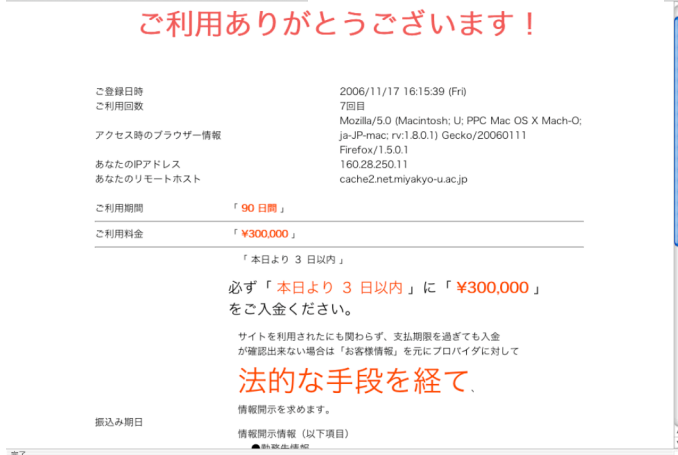 ご利用ありがとうございます！
ご登録日時 2006/11/17 16:15:39 (Fri)
ご利用回数 7回目
アクセス時のブラウザー情報 Mozilla/5.0 (Macintosh; U; PPC Mac OS X Mach-O;
ja-JP-mac; rv:1.8.0.1) Gecko/20060111
Firefox/1.5.0.1
あなたのIPアドレス 160.28.250.11
あなたのリモートホスト cache2.net.miyakyo-u.ac.jp
ご利用期間 「 90 日間 」
ご利用料金 「 ¥300,000 」
「 本日より ３ 日以内 」
必ず「 本日より ３ 日以内 」に「 ¥300,000 」
をご入金ください。
サイトを利用されたにも関わらず、支払期限を過ぎても入金
が確認出来ない場合は「お客様情報」を元にプロバイダに対して
法的な手段を経て、
情報開示を求めます。
振込み期日
情報開示情報（以下項目）
●勤務先情報
完了